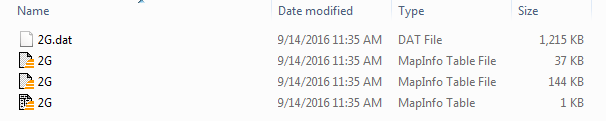 Name Date modified Type Size
2G.dat 9/14/2016 11:35 AM DAT File 1,215 KB
2G 9/14/2016 11:35 AM MapInfo Table File 37 KB
2G 9/14/2016 11:35 AM MapInfo Table File 144 KB
2G 9/14/2016 11:35 AM MapInfo Table 1 KB